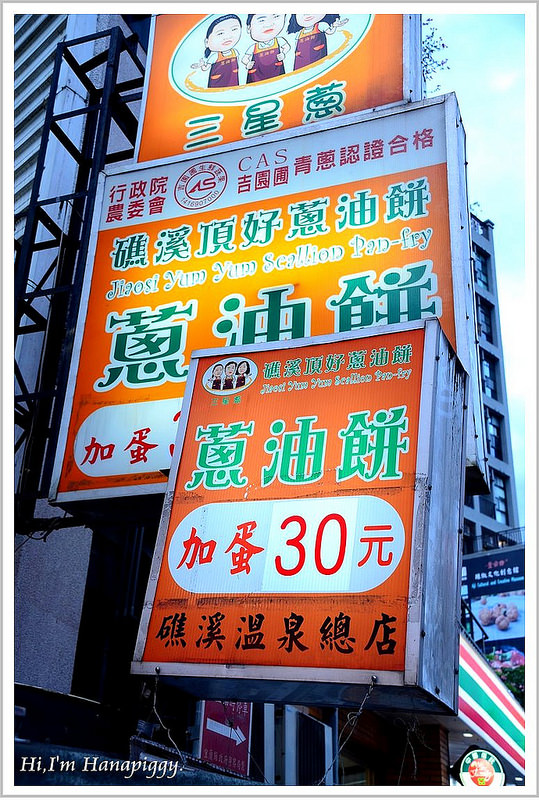 三星蔥
行政院
農委會
CAS
吉園圃青蔥認證合格
礁溪頂好蔥油餅
Jiaosi Yum Yum Scallion Pan-fry
蔥油餅
加蛋
礁溪頂好蔥油餅
Jiaosi Yum Yum Scallion Pan-fry
三星蔥
蔥油餅
加蛋30元
礁溪溫泉總店
Hi,I'm Hanapiggy.